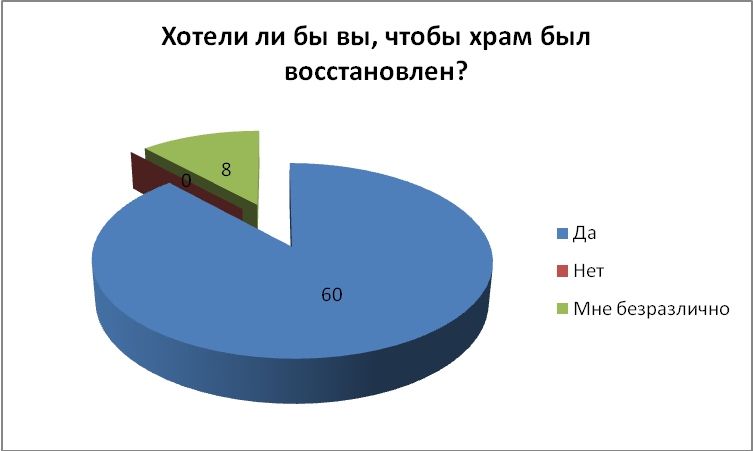 Хотели ли бы вы, чтобы храм был
восстановлен?
8
0
60
Да
Нет
Мне безразлично